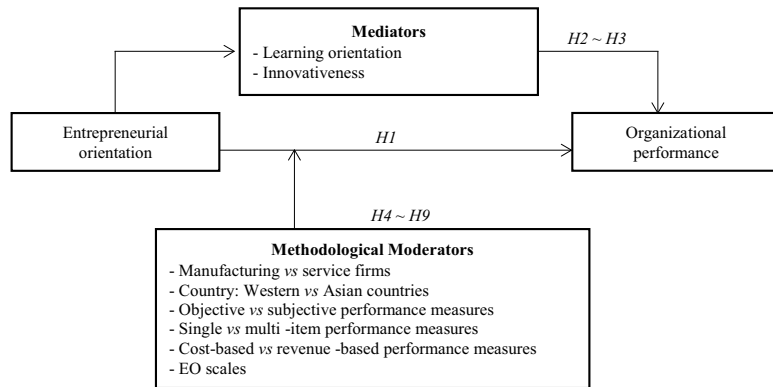 Mediators
- Learning orientation
- Innovativeness
H2 ~ H3
Entrepreneurial
orientation
H1
Organizational
performance
H4 ~ H9
Methodological Moderators
- Manufacturing vs service firms
- Country: Western vs Asian countries
- Objective vs subjective performance measures
- Single vs multi -item performance measures
- Cost-based vs revenue -based performance measures
- EO scales